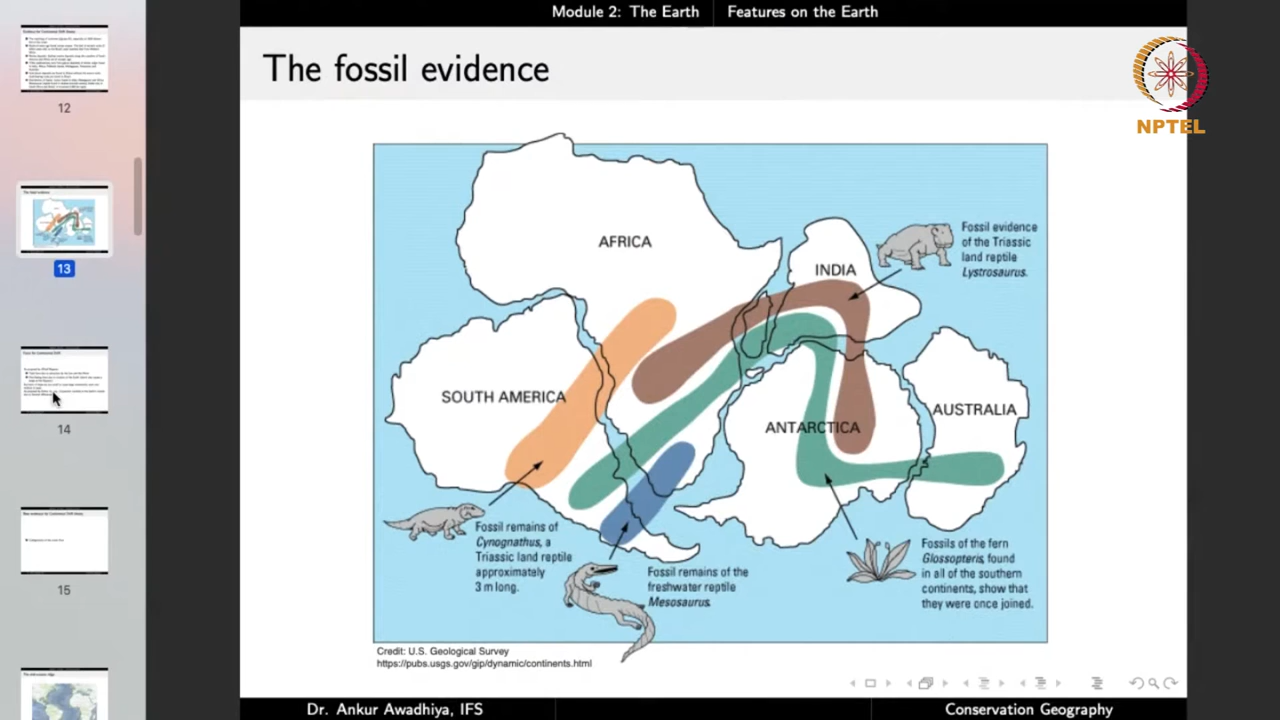 Module 2: The Earth
Features on the Earth
The fossil evidence
NPTEL
12
13
14
15
AFRICA
INDIA
Fossil evidence
of the Triassic
land reptile
Lystrosaurus.
SOUTH AMERICA
ANTARCTICA
AUSTRALIA
Fossil remains of
Cynognathus, a
Triassic land reptile
approximately
3 m long.
Fossil remains of the
freshwater reptile
Mesosaurus.
Fossils of the fern
Glossopteris, found
in all of the southern
continents, show that
they were once joined.
Credit: U.S. Geological Survey
https://pubs.usgs.gov/gip/dynamic/continents.html
Dr. Ankur Awadhiya, IFS
Conservation Geography